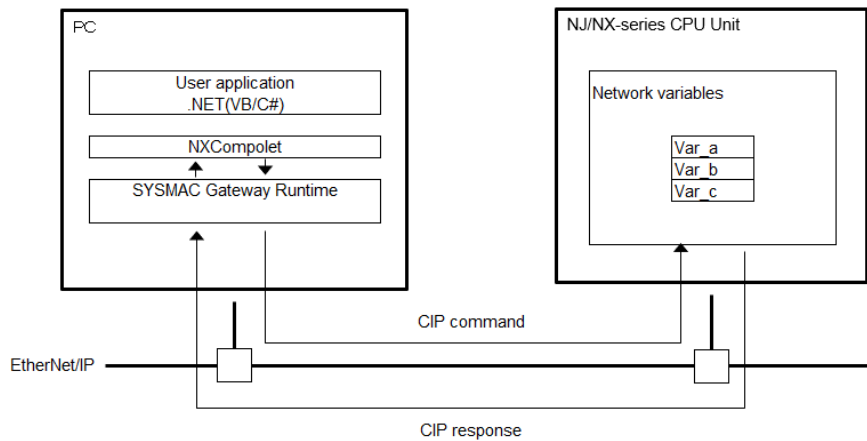 PC
User application
.NET(VB/C#)
NXCompolet
SYSMAC Gateway Runtime
NJ/NX-series CPU Unit
Network variables
Var_a
Var_b
Var_c
CIP command
EtherNet/IP
CIP response